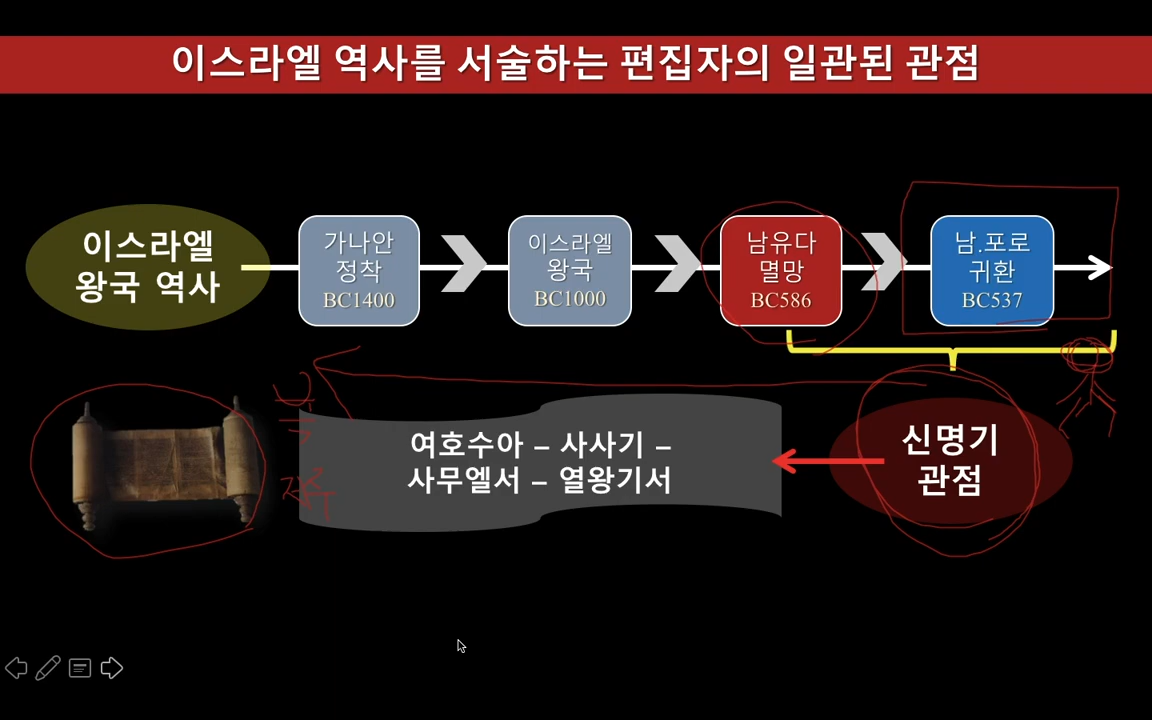 이스라엘 역사를 서술하는 편집자의 일관된 관점
이스라엘
왕국 역사
가나안
정착
BC1400
이스라엘
왕국
BC1000
남유다
멸망
BC586
남.포로
귀환
BC537
여호수아 – 사사기 –
사무엘서 – 열왕기서
신명기
관점